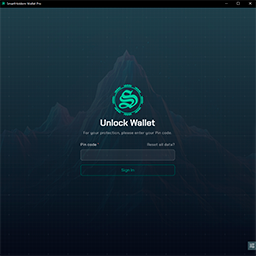 SmartHoldem Wallet Pro
Unlock Wallet
For your protection, please enter your Pin code
Pin code *
Reset all data?
Sign In